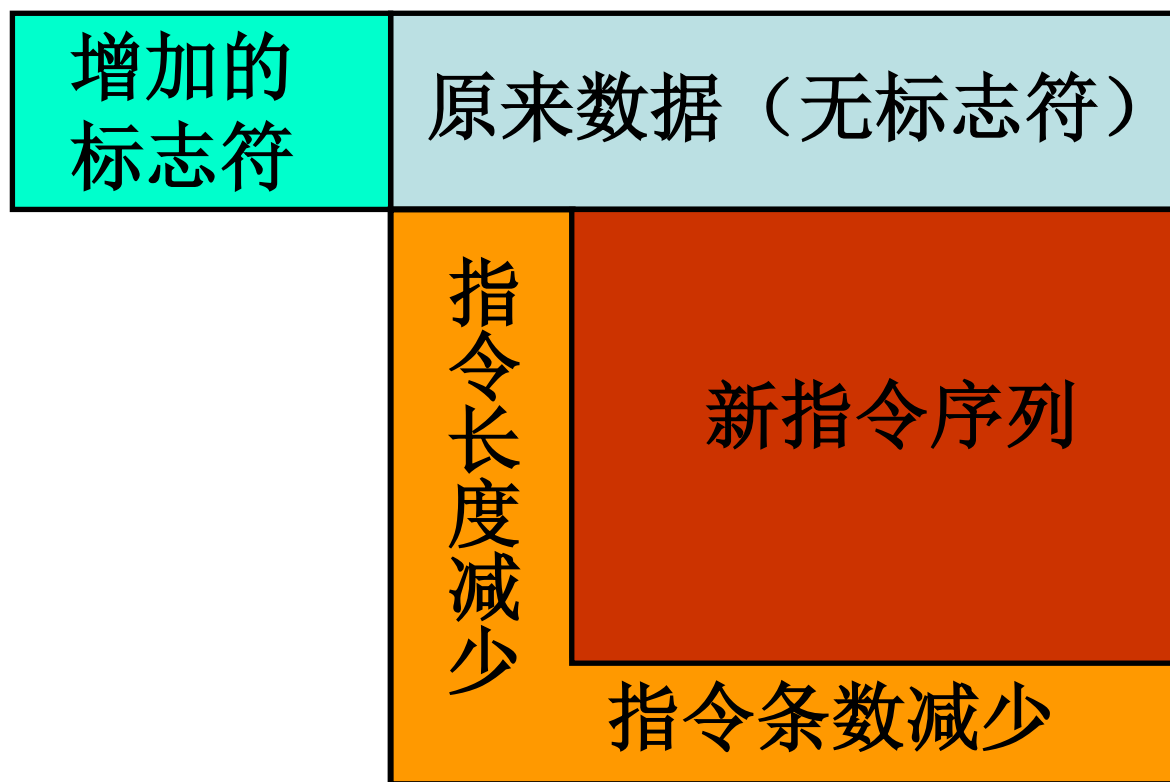 增加的
标志符
原来数据（无标志符）
指令长度减少
新指令序列
指令条数减少